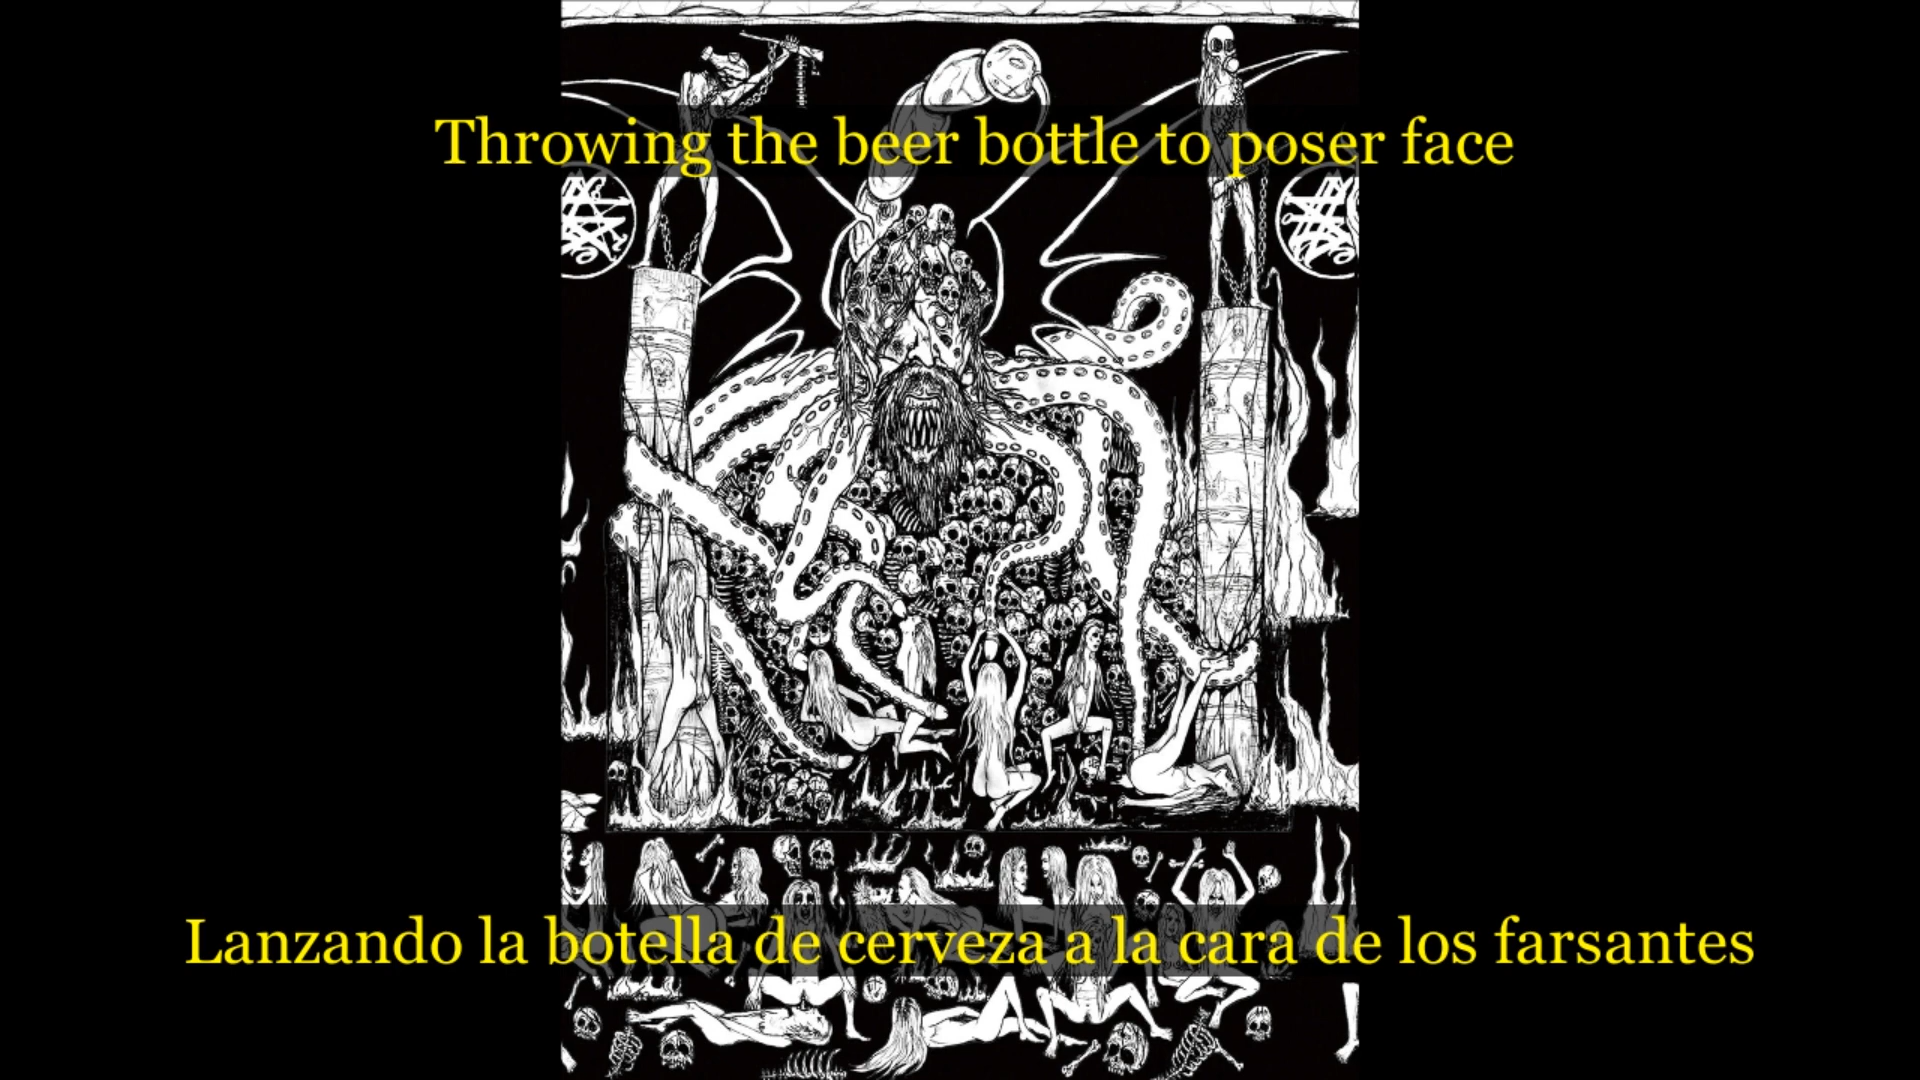 Throwing the beer bottle to poser face
Lanzando la botella de cerveza a la cara de los farsantes